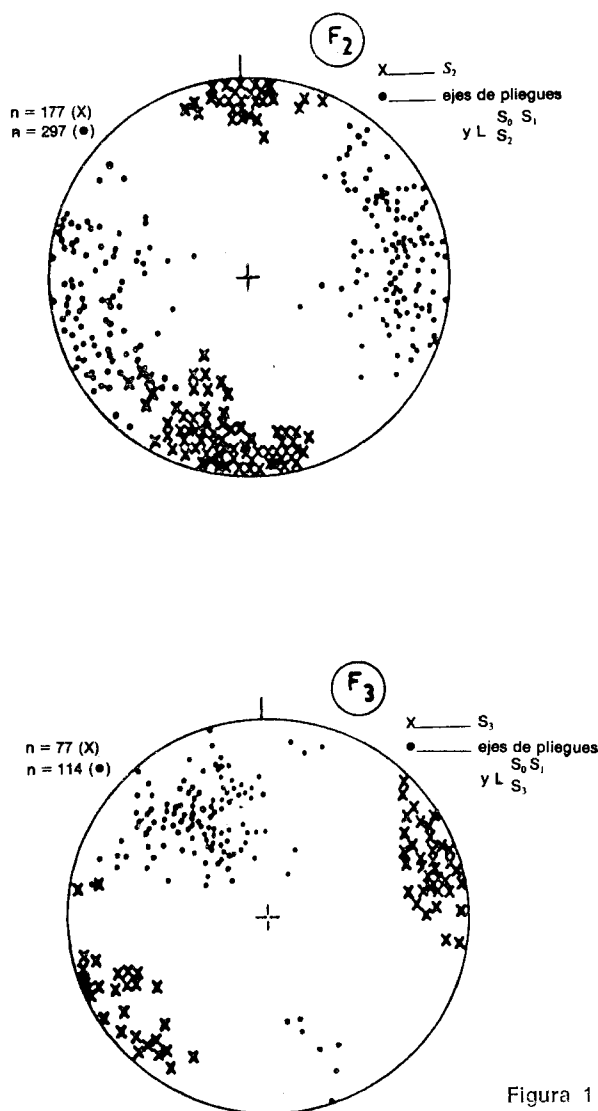 F2
X S2
• ejes de pliegues
y L S0 S1
S2
n = 177 (X)
n = 297 (•)
F3
X S3
• ejes de pliegues
y L S0 S1
S3
n = 77 (X)
n = 114 (•)
Figura 1